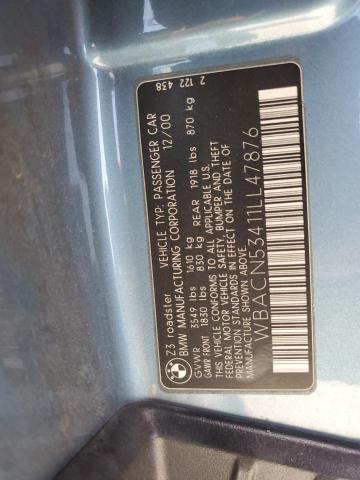 2 122 438
Z3 roadster VEHICLE TYP: PASSENGER CAR
BMW MANUFACTURING CORPORATION 12/00
GVWR 3549 lbs 1610 kg
GAWR FRONT 1830 lbs 830 kg REAR 1918 lbs 870 kg
THIS VEHICLE CONFORMS TO ALL APPLICABLE
FEDERAL MOTOR VEHICLE SAFETY, BUMPER AND THEFT
PREVENTION STANDARDS IN EFFECT ON THE DATE OF
MANUFACTURE SHOWN ABOVE.
WBACN53411LL47876